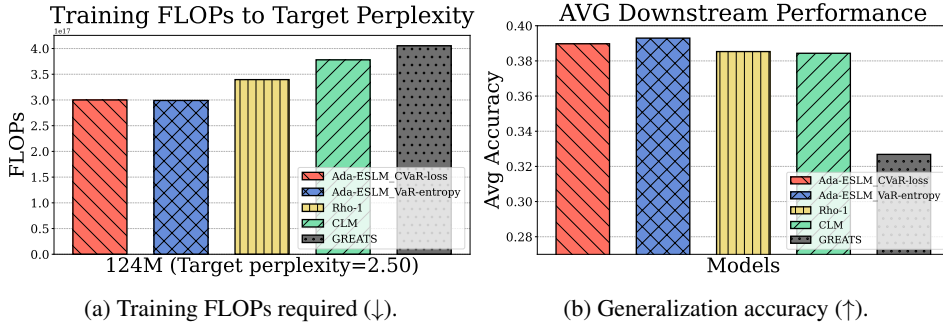 Training FLOPs to Target Perplexity
1e17
4.0
3.5
3.0
2.5
2.0
1.5
1.0
0.5
0.0
FLOPs
Ada-ESLM_CVaR-loss
Ada-ESLM_VaR-entropy
Rho-1
CLM
GREATS
124M (Target perplexity=2.50)
(a) Training FLOPs required (↓).
AVG Downstream Performance
0.40
0.38
0.36
0.34
0.32
0.30
0.28
Avg Accuracy
Ada-ESLM_CVaR-loss
Ada-ESLM_VaR-entropy
Rho-1
CLM
GREATS
Models
(b) Generalization accuracy (↑).